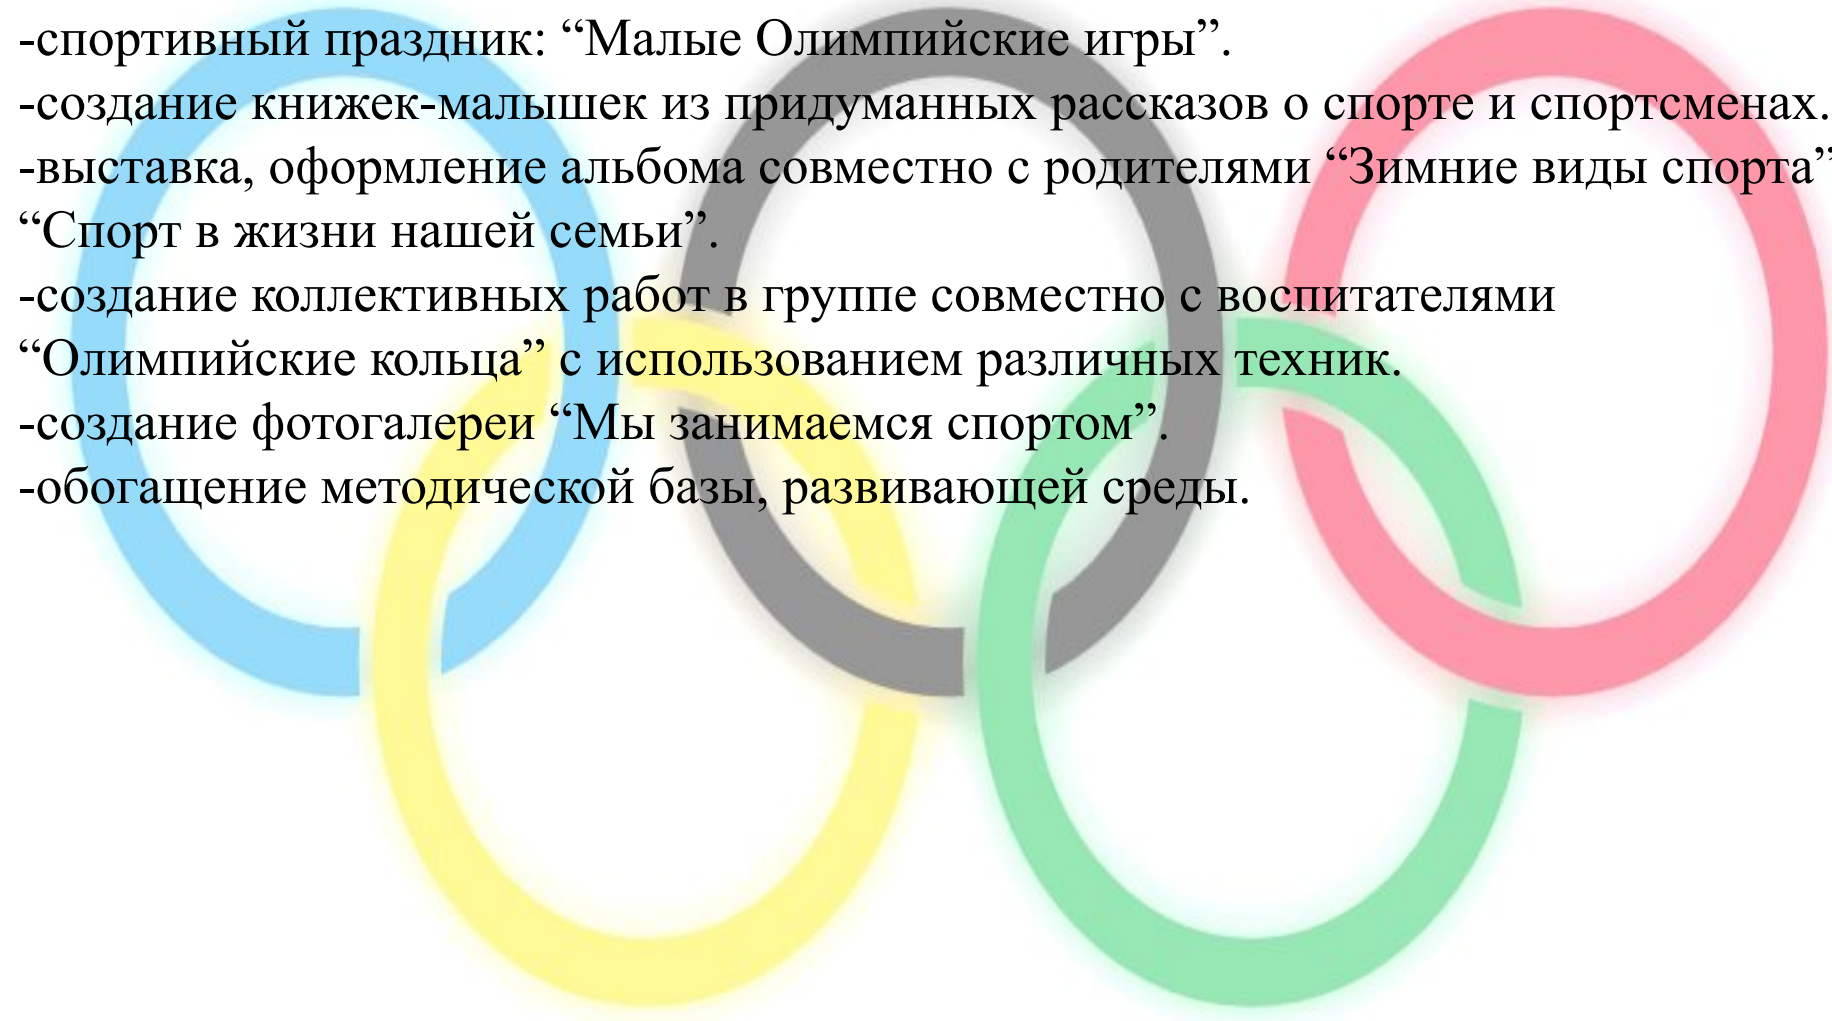 -спортивный праздник: “Малые Олимпийские игры”.
-создание книжек-малышек из придуманных рассказов о спорте и спортсменах.
-выставка, оформление альбома совместно с родителями “Зимние виды спорта”
“Спорт в жизни нашей семьи”.
-создание коллективных работ в группе совместно с воспитателями
“Олимпийские кольца” с использованием различных техник.
-создание фотогалереи “Мы занимаемся спортом”.
-обогащение методической базы, развивающей среды.